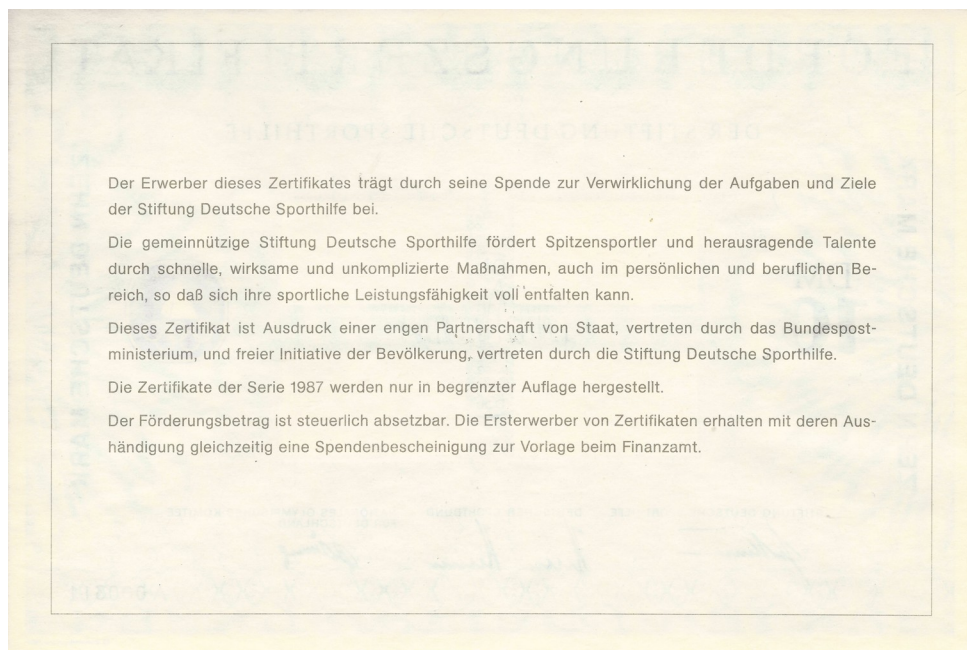 Der Erwerber dieses Zertifikates trägt durch seine Spende zur Verwirklichung der Aufgaben und Ziele
der Stiftung Deutsche Sporthilfe bei.
Die gemeinnützige Stiftung Deutsche Sporthilfe fördert Spitzensportler und herausragende Talente
durch schnelle, wirksame und unkomplizierte Maßnahmen, auch im persönlichen und beruflichen Be-
reich, so daß sich ihre sportliche Leistungsfähigkeit voll entfalten kann.
Dieses Zertifikat ist Ausdruck einer engen Partnerschaft von Staat, vertreten durch das Bundespost-
ministerium, und freier Initiative der Bevölkerung, vertreten durch die Stiftung Deutsche Sporthilfe.
Die Zertifikate der Serie 1987 werden nur in begrenzter Auflage hergestellt.
Der Förderungsbetrag ist steuerlich absetzbar. Die Ersterwerber von Zertifikaten erhalten mit deren Aus-
händigung gleichzeitig eine Spendenbescheinigung zur Vorlage beim Finanzamt.